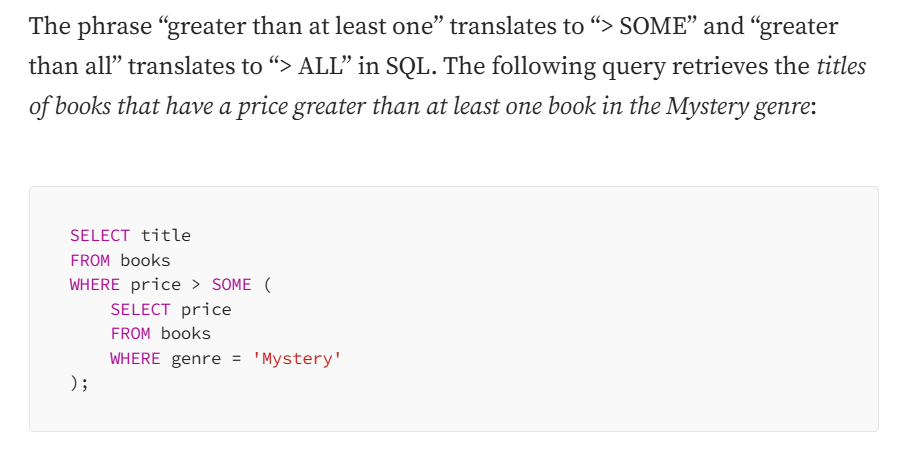 The phrase “greater than at least one” translates to “> SOME” and “greater
than all” translates to “> ALL” in SQL. The following query retrieves the titles
of books that have a price greater than at least one book in the Mystery genre:
SELECT title
FROM books
WHERE price > SOME (
    SELECT price
    FROM books
    WHERE genre = 'Mystery'
);